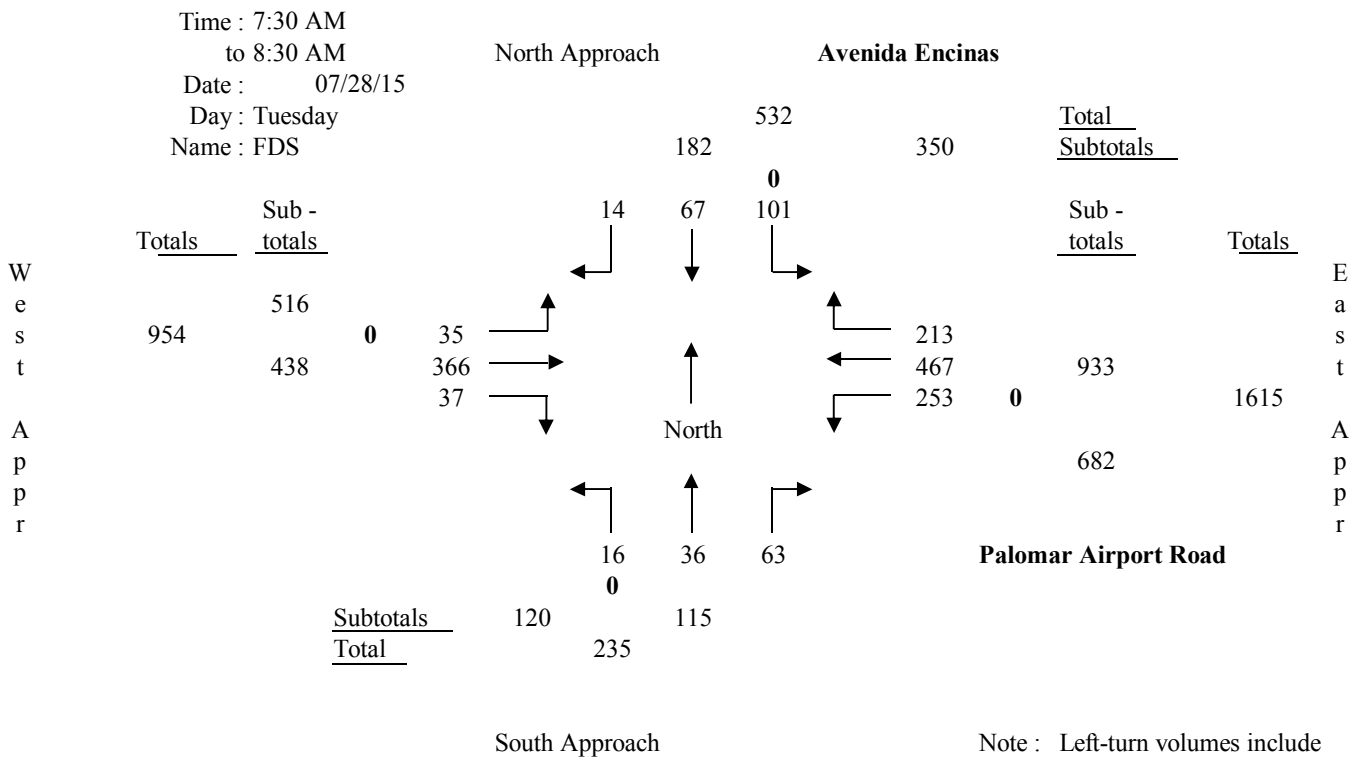 Time : 7:30 AM
to 8:30 AM North Approach Avenida Encinas
Date : 07/28/15
Day : Tuesday 532 Total
Name : FDS 182 350 Subtotals
0
Sub - 14 67 101 Sub -
Totals totals totals Totals
W E
e 516 a
s 954 0 35 213 s
t 438 366 467 933 t
37 253 0 1615
A North A
p 682 p
p p
r r
16 36 63 Palomar Airport Road
0
Subtotals 120 115
Total 235
South Approach Note : Left-turn volumes include